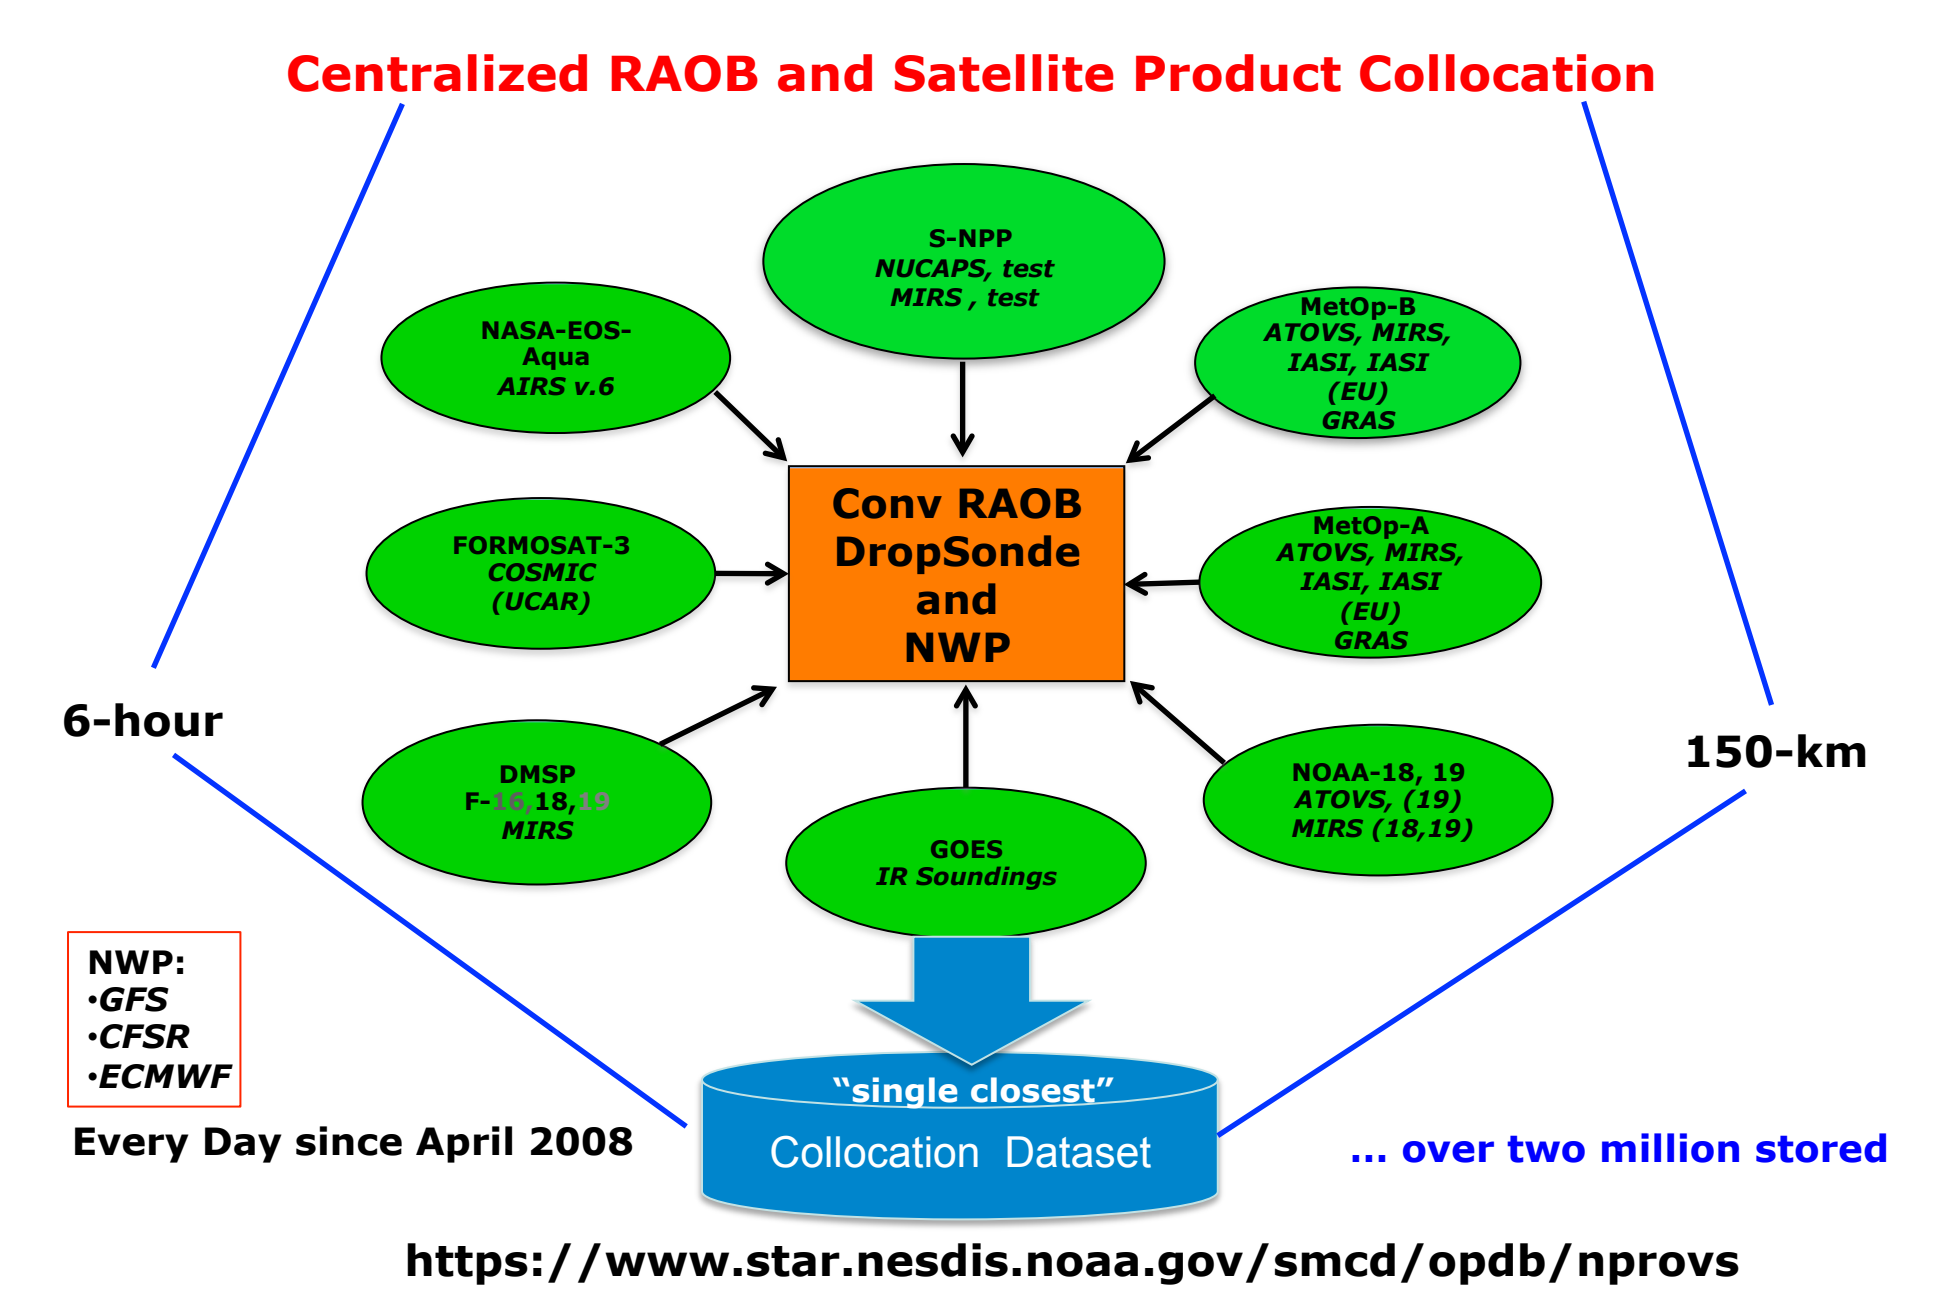 Centralized RAOB and Satellite Product Collocation
S-NPP
NUCAPS, test
MIRS , test
NASA-EOS-
Aqua
AIRS v.6
MetOp-B
ATOVS, MIRS,
IASI, IASI
(EU)
GRAS
Conv RAOB
DropSonde
and
NWP
FORMOSAT-3
COSMIC
(UCAR)
MetOp-A
ATOVS, MIRS,
IASI, IASI
(EU)
GRAS
6-hour
150-km
DMSP
F-16,18,19
MIRS
GOES
IR Soundings
NOAA-18, 19
ATOVS, (19)
MIRS (18,19)
NWP:
•GFS
•CFSR
•ECMWF
Every Day since April 2008
“single closest”
Collocation Dataset
... over two million stored
https://www.star.nesdis.noaa.gov/smcd/opdb/nprovs